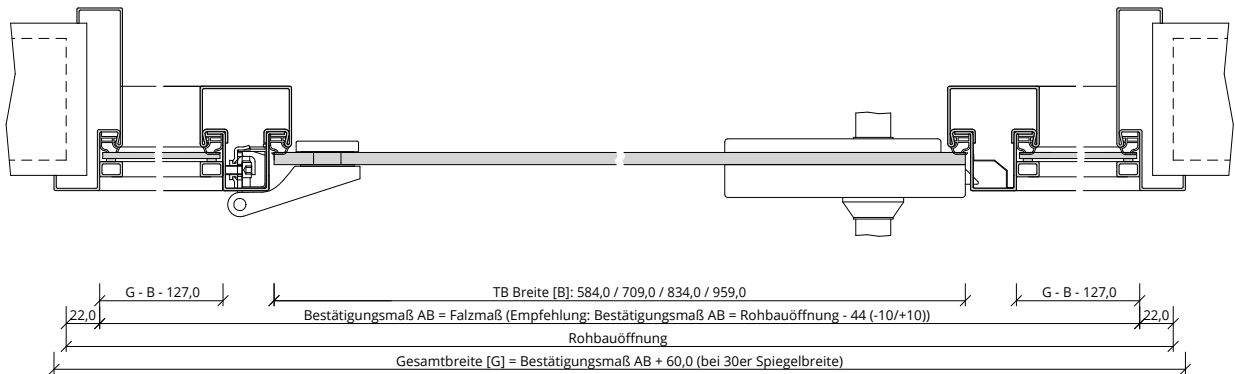 G - B - 127,0
TB Breite [B]: 584,0 / 709,0 / 834,0 / 959,0
G - B - 127,0
22,0
Bestätigungsmaß AB = Falzmaß (Empfehlung: Bestätigungsmaß AB = Rohbauöffnung - 44 (-10/+10))
22,0
Rohbauöffnung
Gesamtbreite [G] = Bestätigungsmaß AB + 60,0 (bei 30er Spiegelbreite)